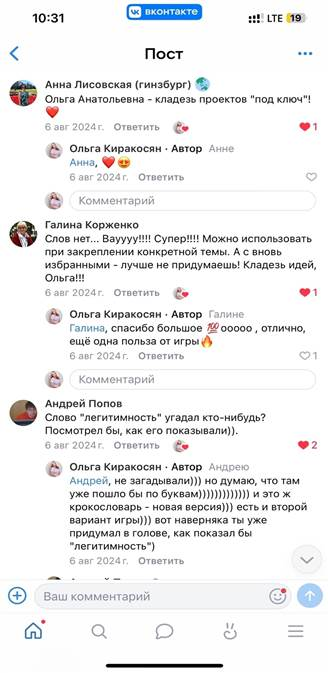 10:31
вконтакте
LTE 19
Пост
Анна Лисовская (гинзбург)
Ольга Анатольевна - кладезь проектов "под ключ"!
❤️
6 авг 2024 г. Ответить 1
Ольга Киракосян · Автор Анне
Анна, ❤️😍
6 авг 2024 г. Ответить
Комментарий
Галина Корженко
Слов нет... Вауууу!!!! Супер!!!! Можно использовать
при закреплении конкретной темы. А с вновь
избранными - лучше не придумаешь! Кладезь идей,
Ольга!!!
6 авг 2024 г. Ответить 1
Ольга Киракосян · Автор Галине
Галина, спасибо большое 💯ооооо , отлично,
ещё одна польза от игры🔥
6 авг 2024 г. Ответить 1
Комментарий
Андрей Попов
Слово "легитимность" угадал кто-нибудь?
Посмотрел бы, как его показывали)).
6 авг 2024 г. Ответить 2
Ольга Киракосян · Автор Андрею
Андрей, не загадывали))) но думаю, что там
уже пошло бы по буквам))))))))))))) и это ж
крокословарь - новая версия))) есть и второй
вариант игры))) вот наверняка ты уже
придумал в голове, как показал бы
"легитимность")
6 авг 2024 г. Ответить
Ваш комментарий